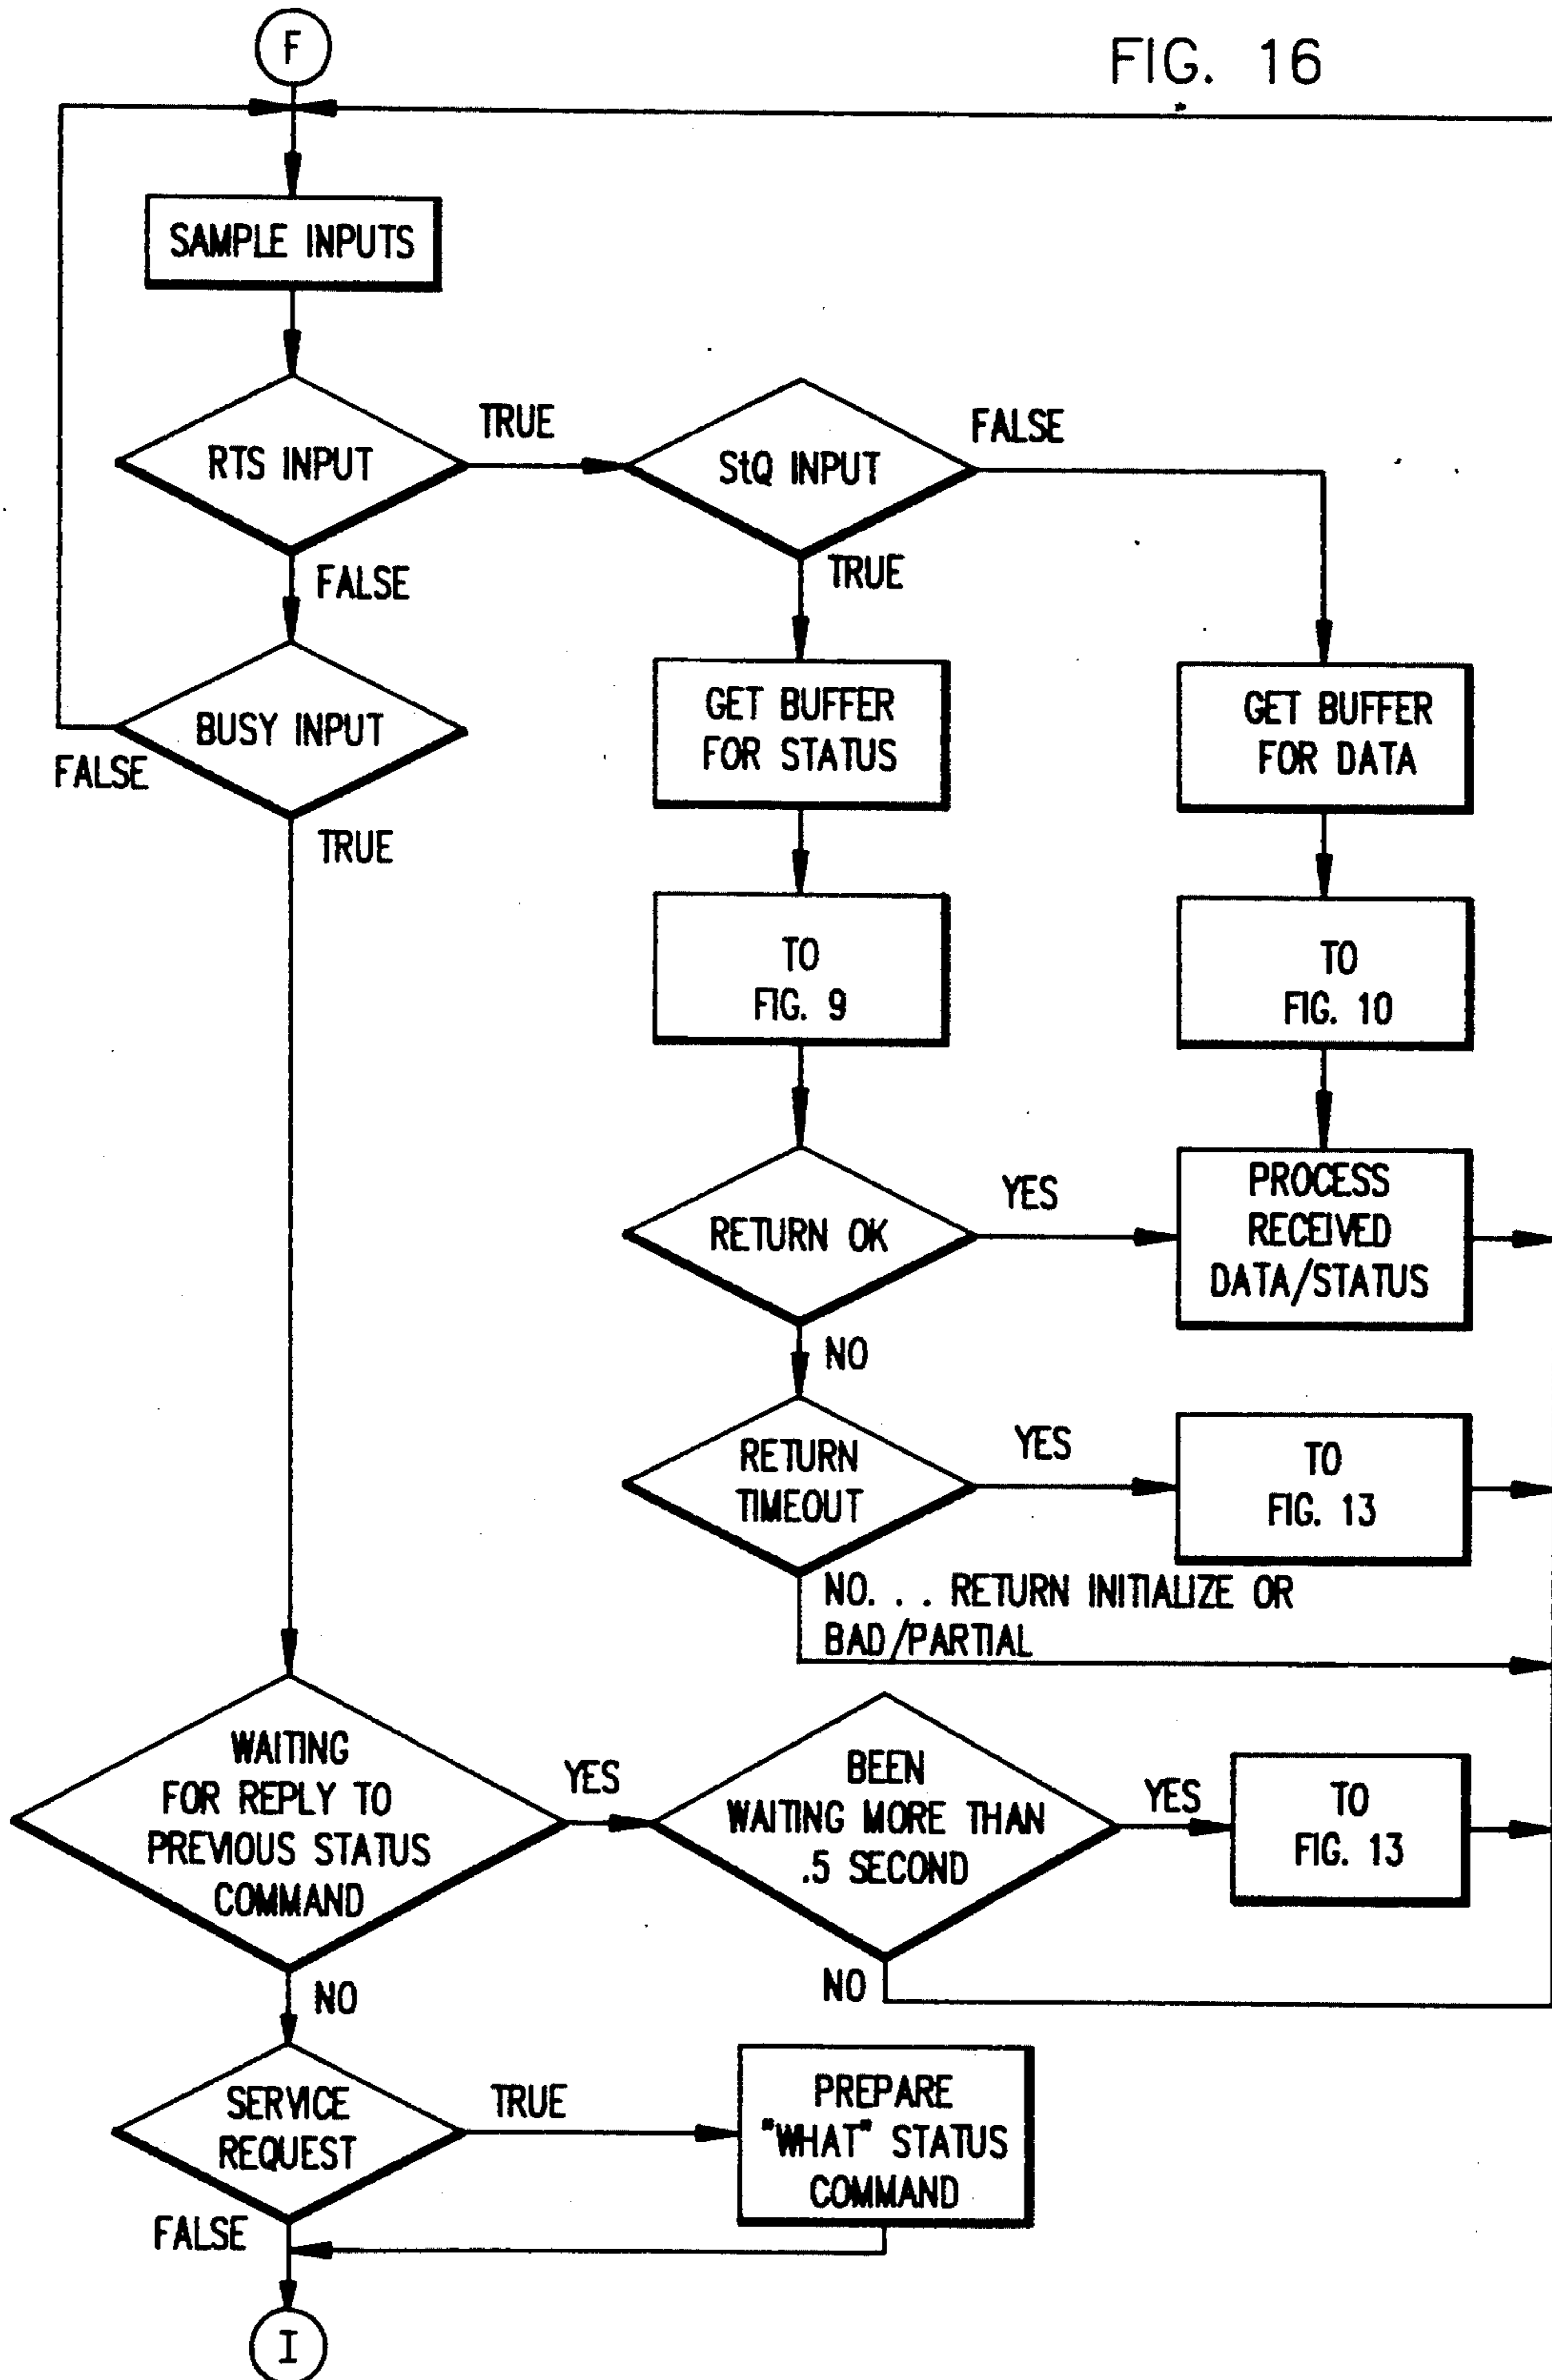 F
FIG. 16
SAMPLE INPUTS
RTS INPUT
TRUE
StQ INPUT
FALSE
FALSE
TRUE
BUSY INPUT
FALSE
TRUE
GET BUFFER
FOR STATUS
GET BUFFER
FOR DATA
TO
FIG. 9
TO
FIG. 10
RETURN OK
YES
PROCESS
RECEIVED
DATA/STATUS
NO
RETURN
TIMEOUT
YES
TO
FIG. 13
NO. . . RETURN INITIALIZE OR
BAD/PARTIAL
WAITING
FOR REPLY TO
PREVIOUS STATUS
COMMAND
YES
BEEN
WAITING MORE THAN
.5 SECOND
YES
TO
FIG. 13
NO
NO
SERVICE
REQUEST
TRUE
PREPARE
"WHAT" STATUS
COMMAND
FALSE
I